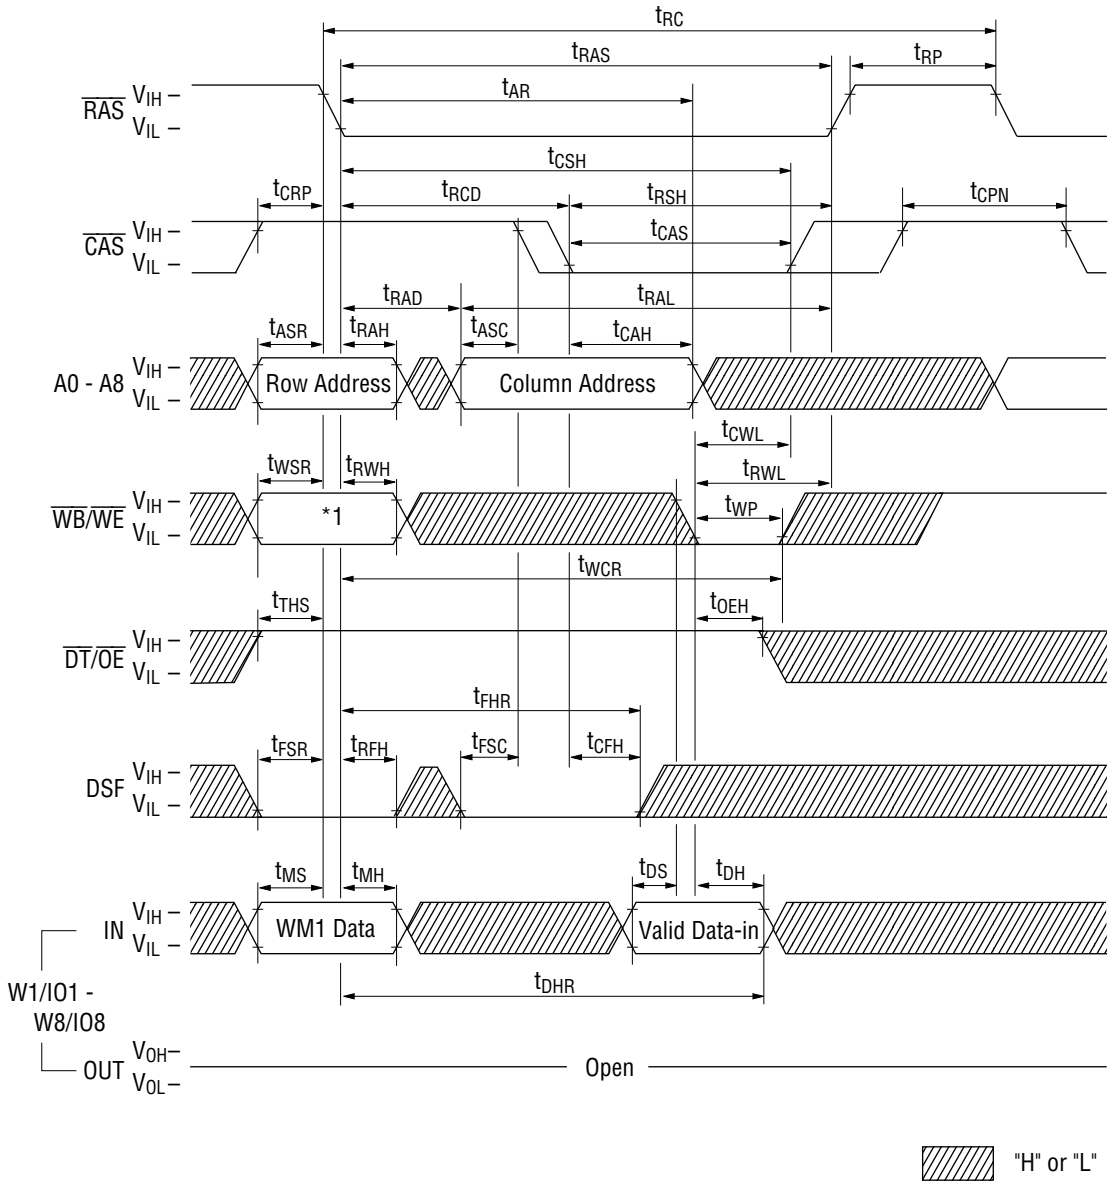 tRC
tRAS
tRP
tAR
RAS VIH
VIL
tCSH
tCRP
tRCD
tRSH
tCPN
CAS VIH
VIL
tCAS
tRAD
tRAL
tASR
tRAH
tASC
tCAH
A0 - A8 VIH
VIL
Row Address
Column Address
tCWL
tWSR
tRWH
tRWL
WB/WE VIH
VIL
*1
tWP
tWCR
tTHS
tOEH
DT/OE VIH
VIL
tFHR
tFSR
tRFH
tFSC
tCFH
DSF VIH
VIL
tMS
tMH
tDS
tDH
IN VIH
VIL
WM1 Data
Valid Data-in
tDHR
W1/IO1 -
W8/IO8
OUT VOH
VOL
Open
"H" or "L"